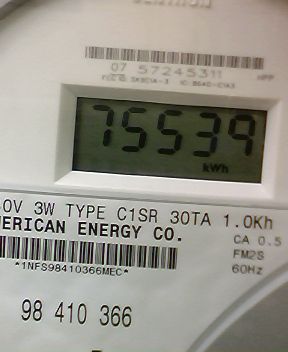 CENTRON
07 57245311
75539
kWh
0V 3W TYPE C1SR 30TA 1.0Kh
ERICAN ENERGY CO.
CA 0.5
*1NFS98410366MEC*
FM2S
60Hz
98 410 366